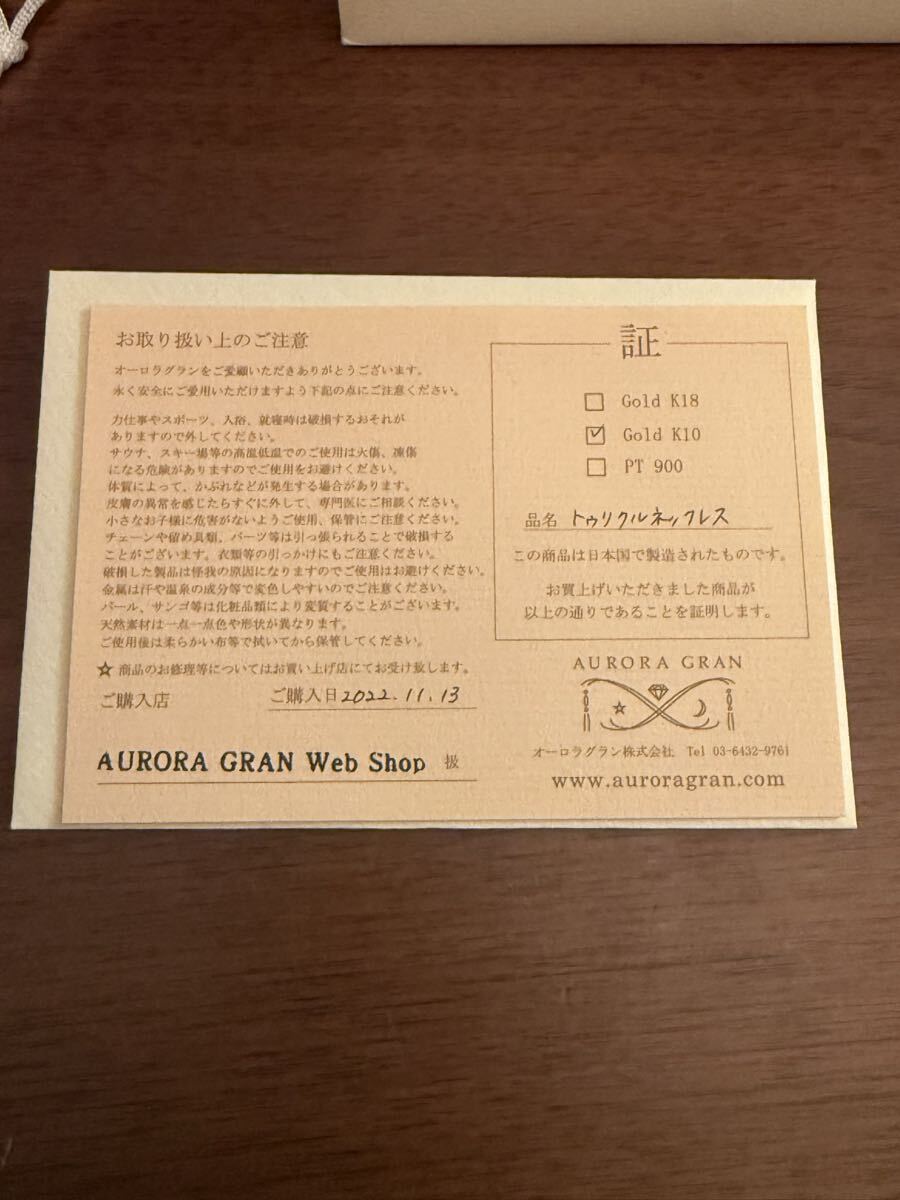 お取り扱い上のご注意
オーロラグランをご愛顧いただきありがとうございます。
永く安全にご愛用いただけますよう下記の点にご注意ください。
力仕事やスポーツ、入浴、就寝時は破損するおそれが
ありますので外してください。
サウナ、スキー場等の高温低温でのご使用は火傷、凍傷
になる危険がありますのでご使用をお避けください。
体質によって、かぶれなどが発生する場合があります。
皮膚の異常を感じたらすぐに外して、専門医にご相談ください。
小さなお子様に危害がないようご使用、保管にご注意ください。
チェーンや留め具類、パーツ等は引っ張られることで破損する
ことがございます。衣類等の引っかけにもご注意ください。
破損した製品は怪我の原因になりますのでご使用はお避けください。
金属は汗や温泉の成分等で変色しやすいのでご注意ください。
パール、サンゴ等は化粧品類により変質することがございます。
天然素材は一点一点色や形状が異なります。
ご使用後は柔らかい布等で拭いてから保管してください。
☆ 商品のお修理等についてはお買い上げ店にてお受け致します。
ご購入店 ご購入日 2022.11.13
AURORA GRAN Web Shop 扱
証
Gold K18
☑ Gold K10
PT 900
品名 トゥリクルネックレス
この商品は日本国で製造されたものです。
お買上げいただきました商品が
以上の通りであることを証明します。
AURORA GRAN
オーロラグラン株式会社 Tel 03-6432-9761
www.auroragran.com